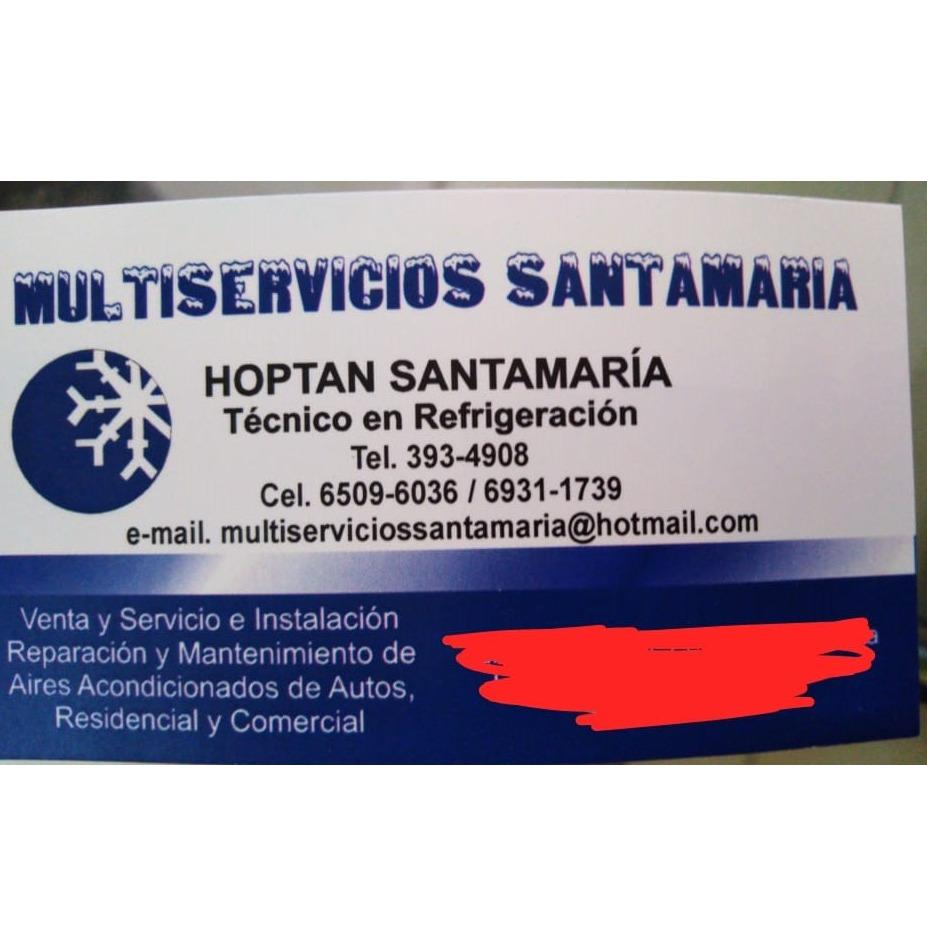 MULTISERVICIOS SANTAMARIA
HOPTAN SANTAMARÍA
Técnico en Refrigeración
Tel. 393-4908
Cel. 6509-6036 / 6931-1739
e-mail. multiserviciossantamaria@hotmail.com
Venta y Servicio e Instalación
Reparación y Mantenimiento de
Aires Acondicionados de Autos,
Residencial y Comercial